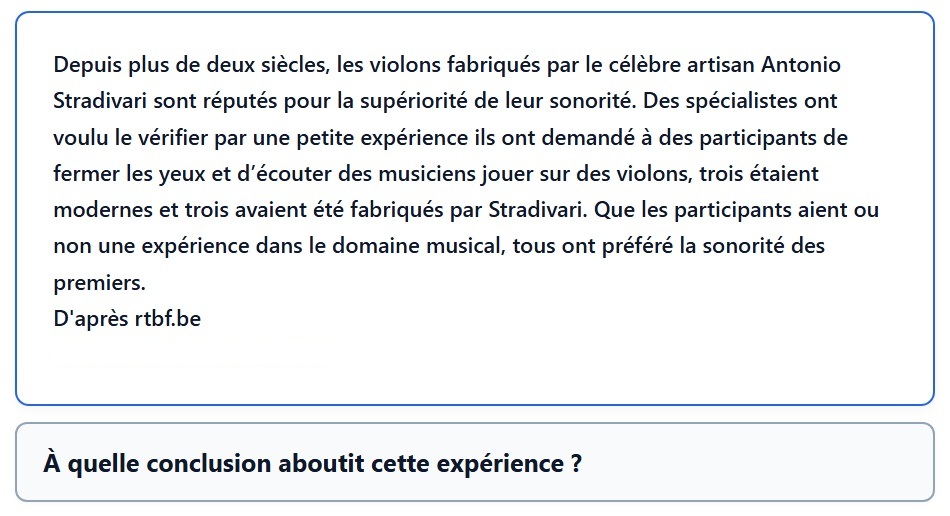 Depuis plus de deux siècles, les violons fabriqués par le célèbre artisan Antonio
Stradivari sont réputés pour la supériorité de leur sonorité. Des spécialistes ont
voulu le vérifier par une petite expérience ils ont demandé à des participants de
fermer les yeux et d’écouter des musiciens jouer sur des violons, trois étaient
modernes et trois avaient été fabriqués par Stradivari. Que les participants aient ou
non une expérience dans le domaine musical, tous ont préféré la sonorité des
premiers.
D'après rtbf.be
À quelle conclusion aboutit cette expérience ?